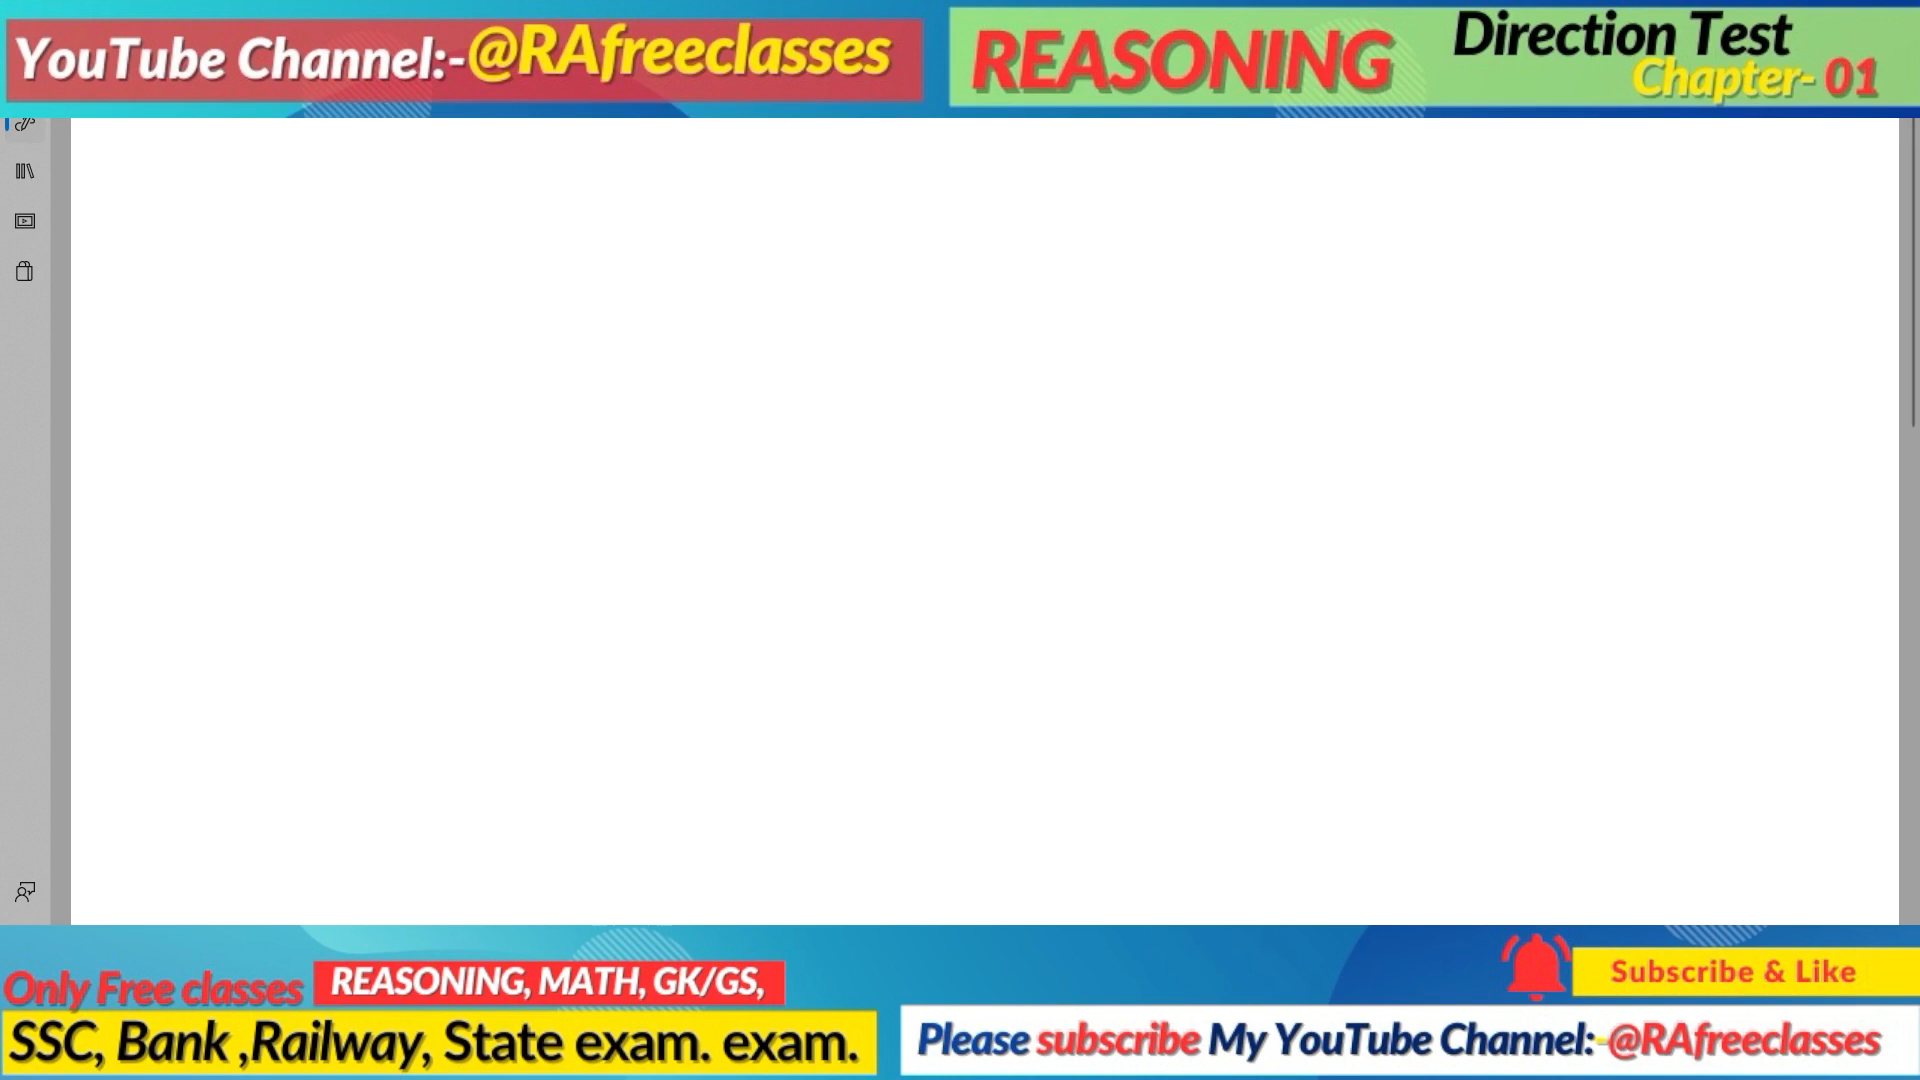 YouTube Channel:-@RAfreeclasses
REASONING
Direction Test
Chapter- 01
Only Free classes
REASONING, MATH, GK/GS,
SSC, Bank ,Railway, State exam. exam.
Subscribe & Like
Please subscribe My YouTube Channel:-@RAfreeclasses